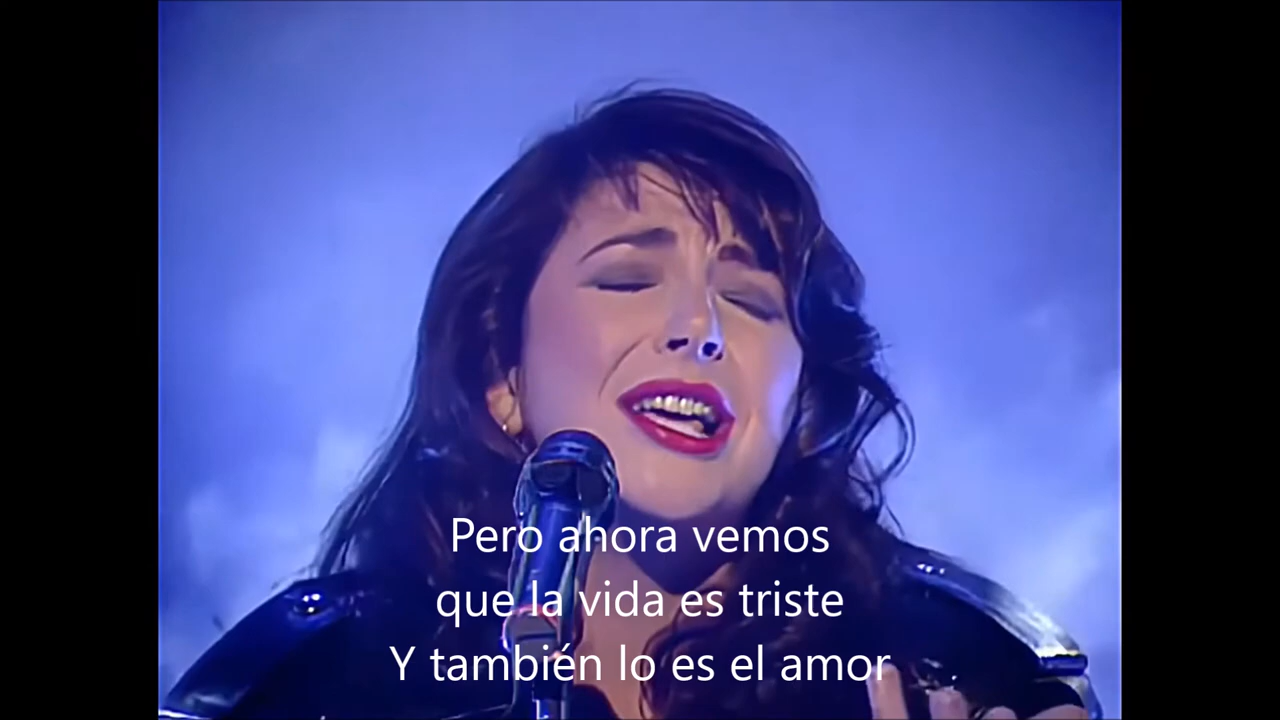 Pero ahora vemos
que la vida es triste
Y también lo es el amor